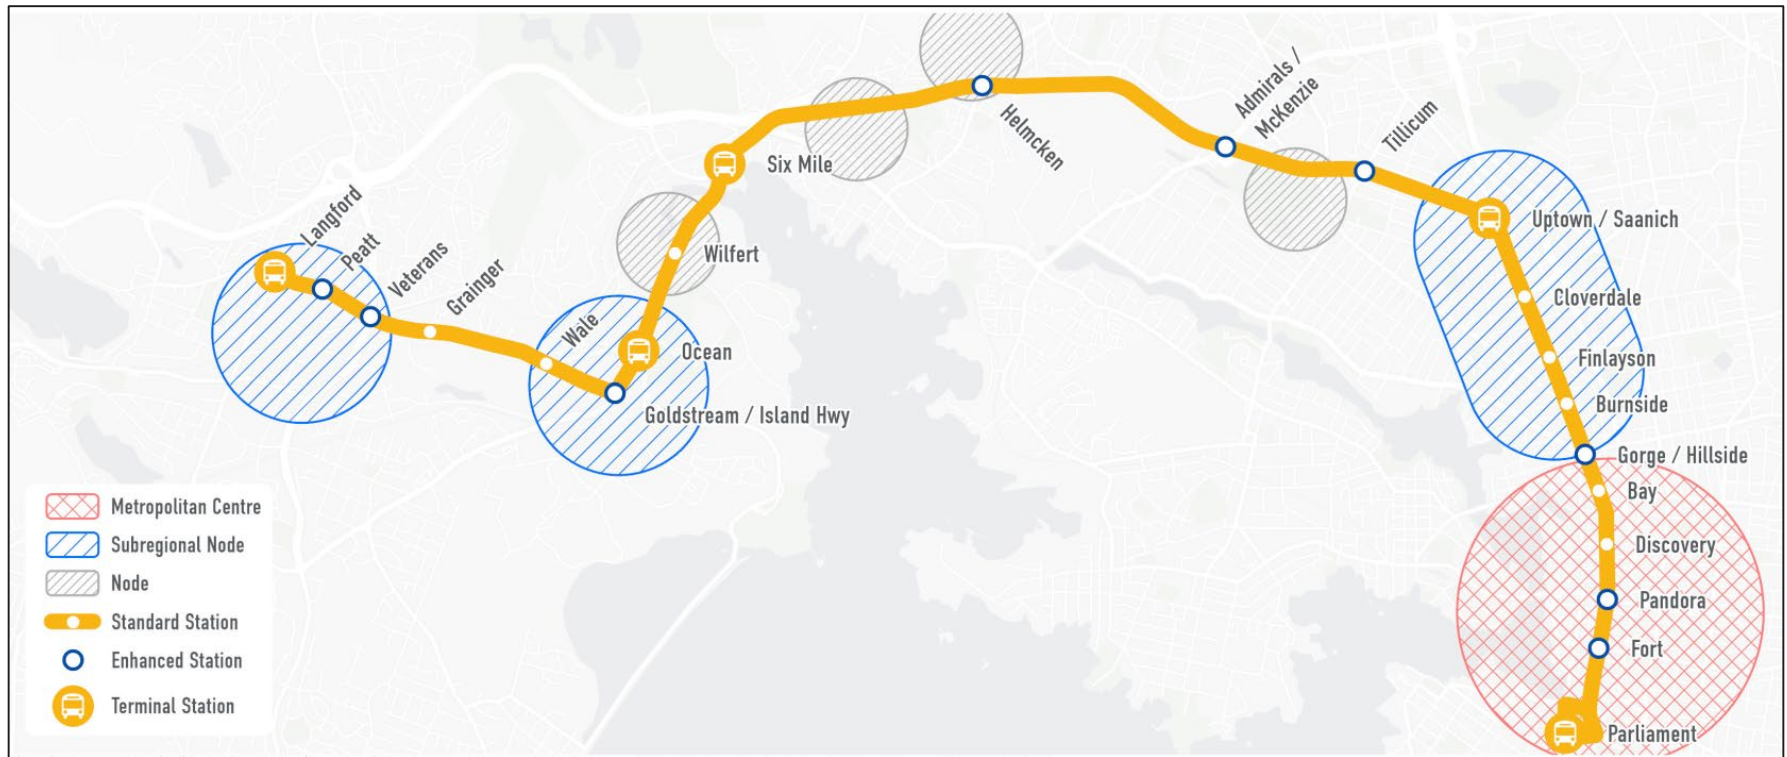 Langford
Peatt
Veterans
Grainger
Wale
Ocean
Goldstream / Island Hwy
Wilfert
Six Mile
Helmcken
Admirals /
McKenzie
Tillicum
Uptown / Saanich
Cloverdale
Finlayson
Burnside
Gorge / Hillside
Bay
Discovery
Pandora
Fort
Parliament
Metropolitan Centre
Subregional Node
Node
Standard Station
Enhanced Station
Terminal Station